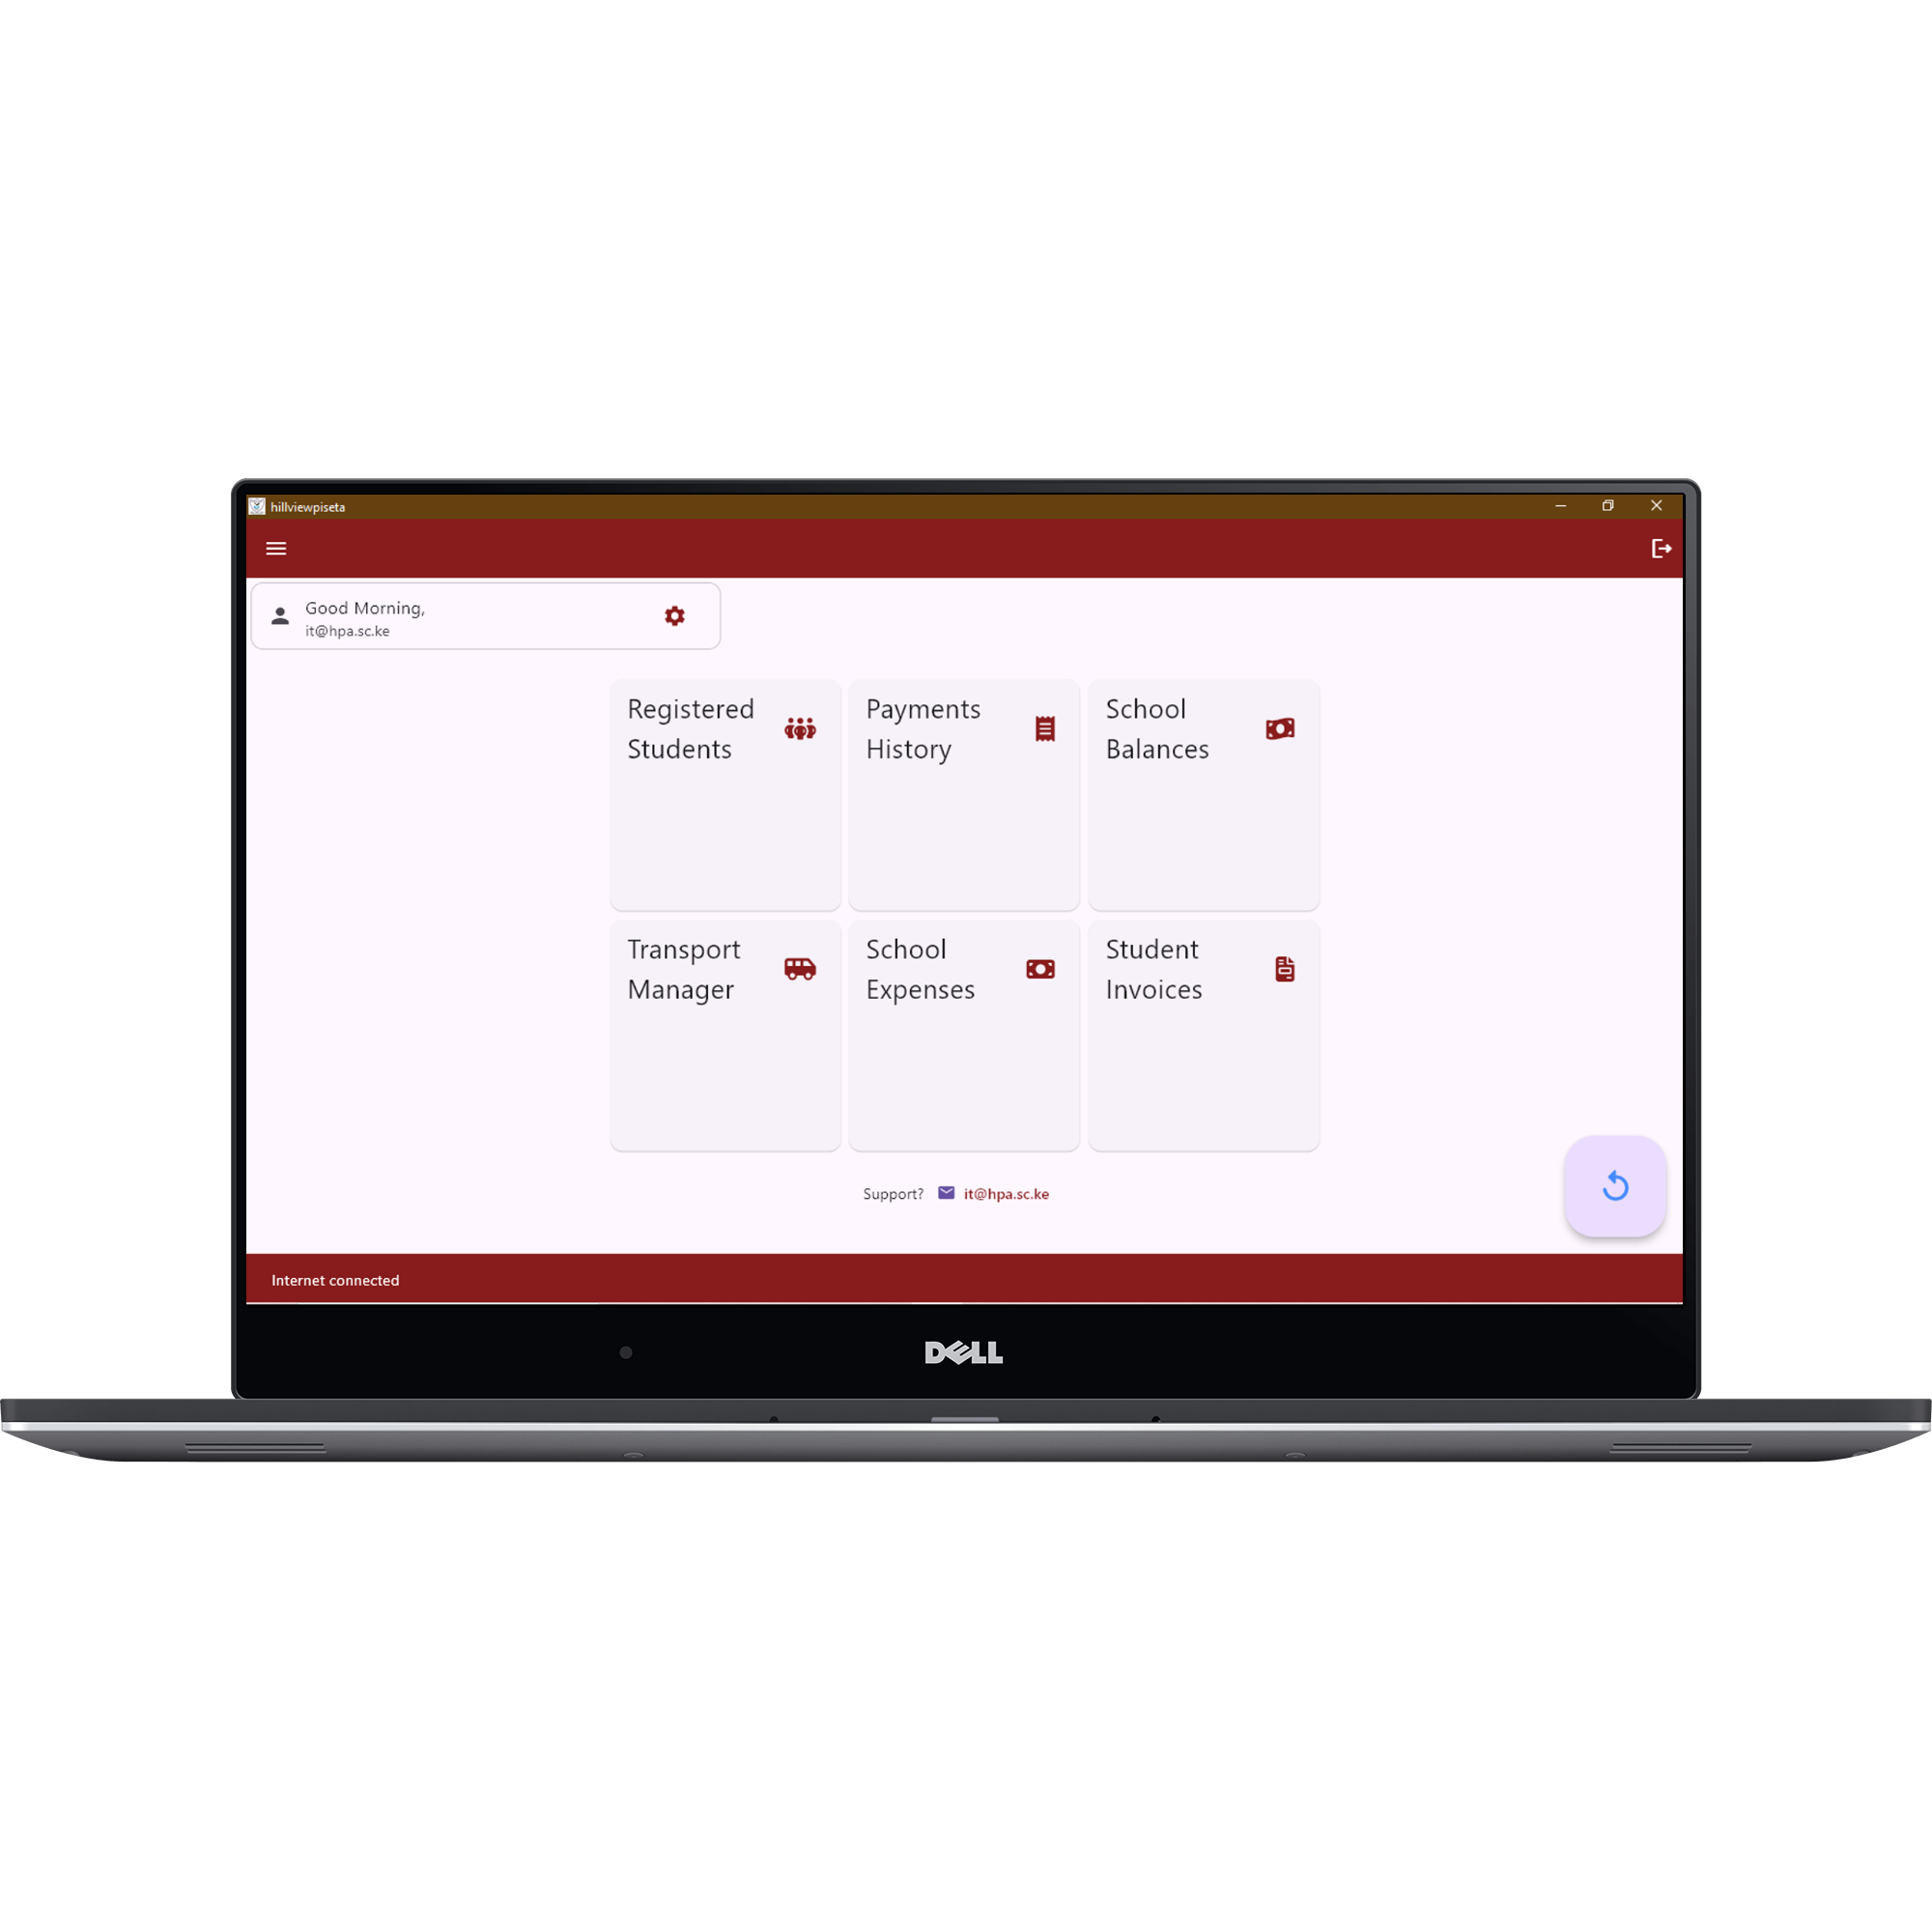 hillviewpiseta
Good Morning,
it@hpa.sc.ke
Registered
Students
Payments
History
School
Balances
Transport
Manager
School
Expenses
Student
Invoices
Support? it@hpa.sc.ke
Internet connected
DELL